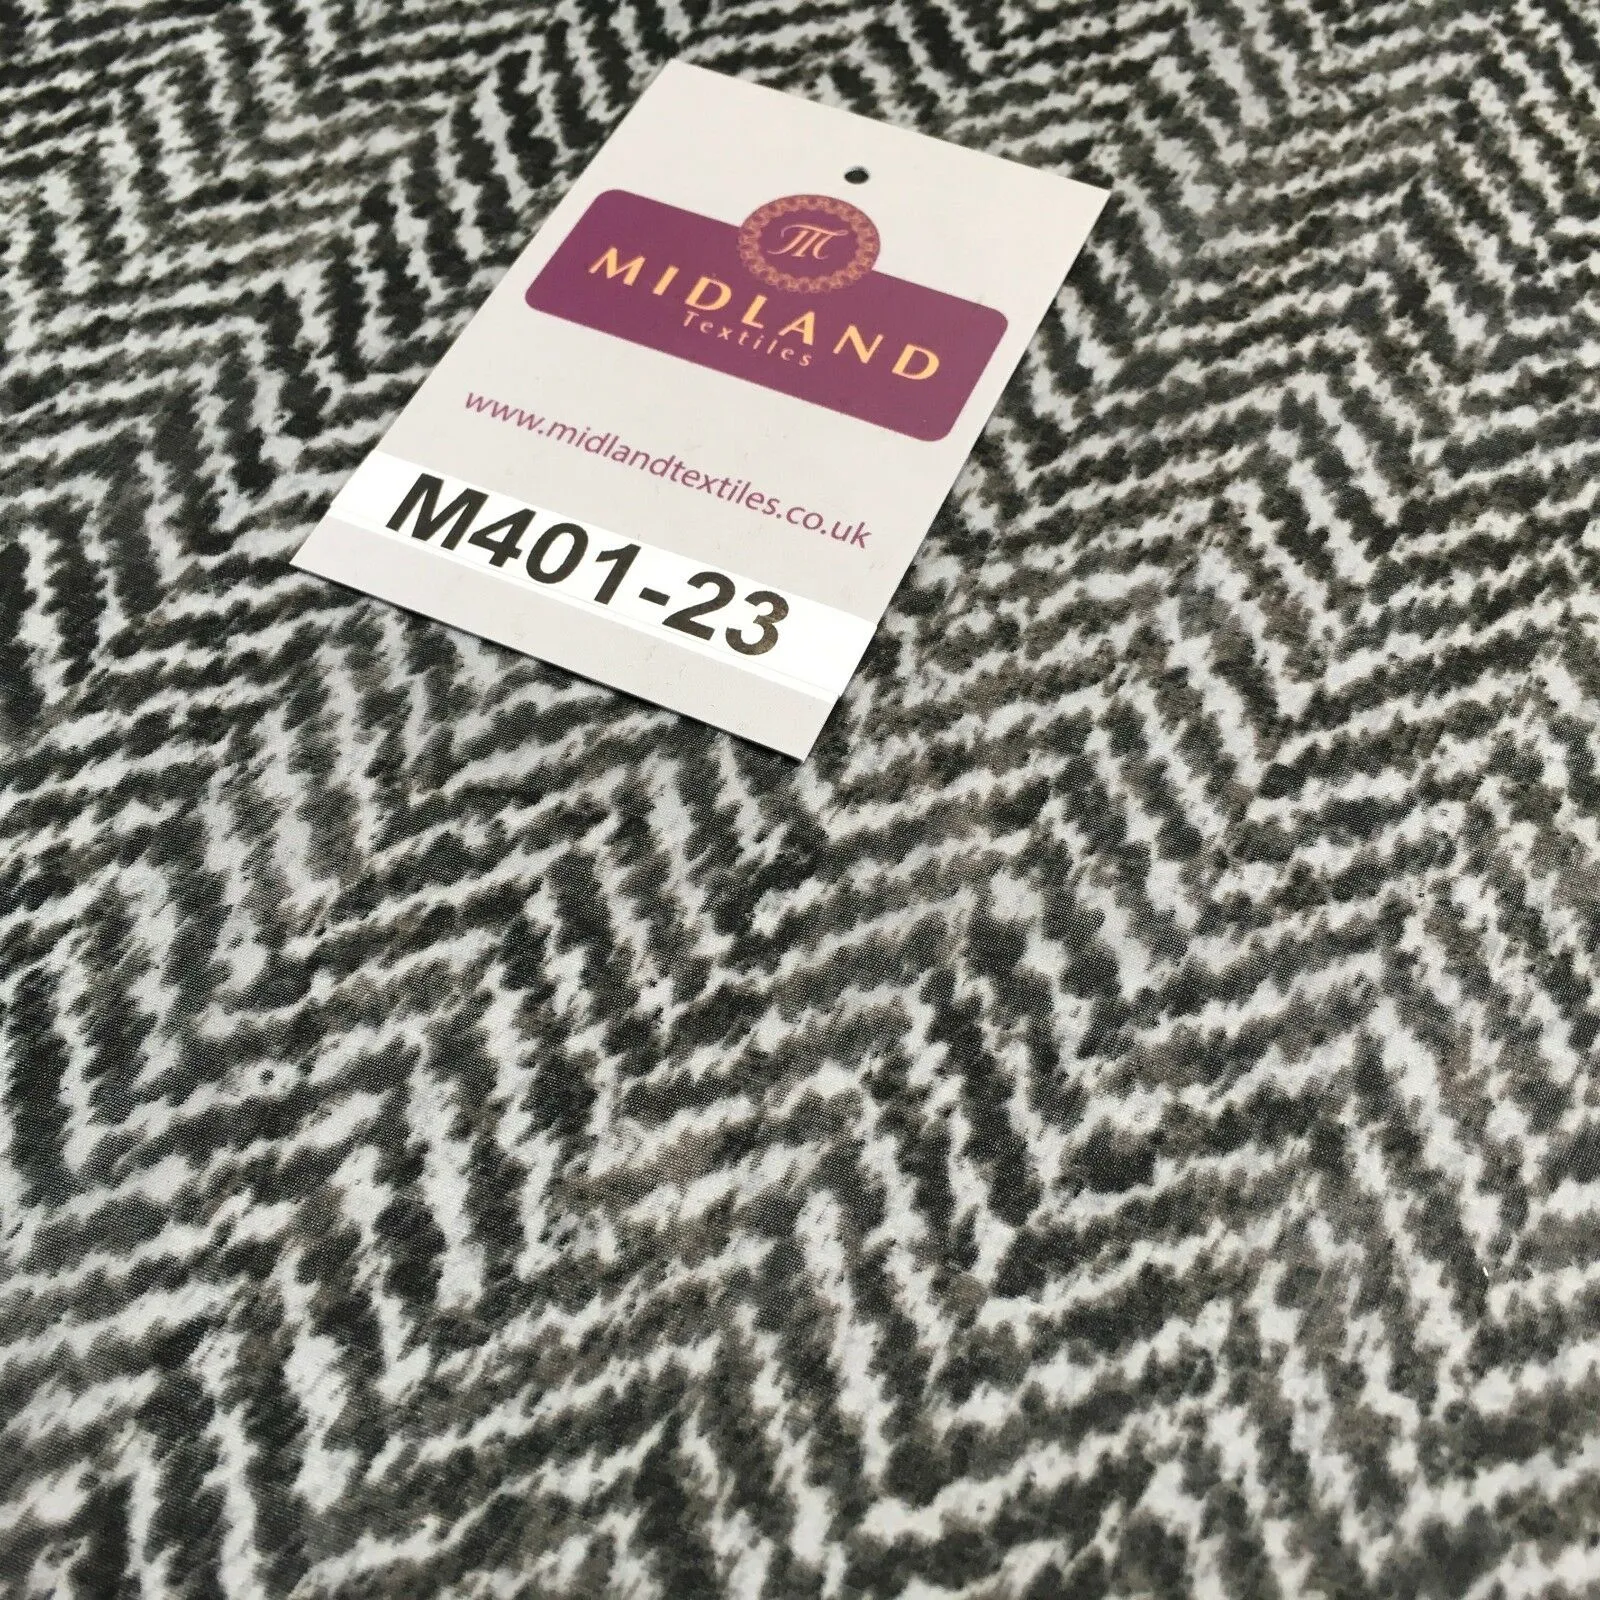 MIDLAND
Textiles
www.midlandtextiles.co.uk
M401-23